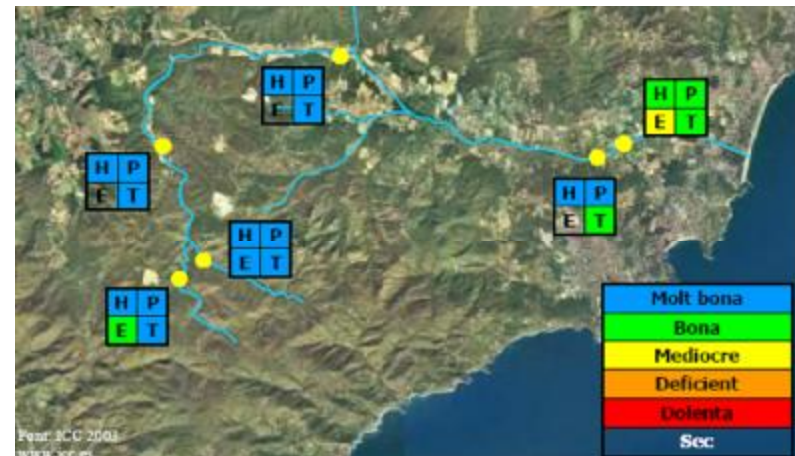 H P
E T
H P
E T
H P
E T
H P
E T
H P
E T
H P
E T
Molt bona
Bona
Mediocre
Deficient
Dolenta
Sec
Font: ICC 2003